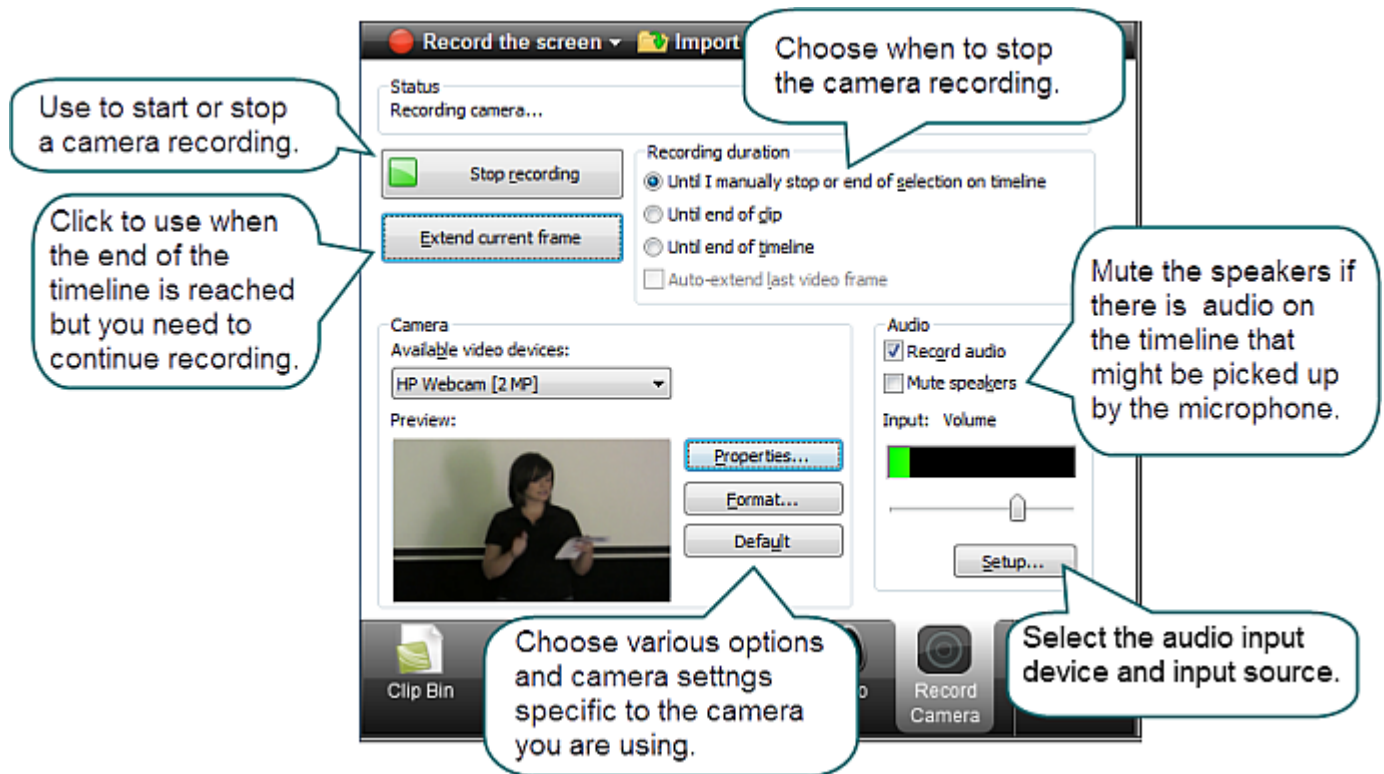 Record the screen
Import
Choose when to stop
the camera recording.
Status
Recording camera...
Use to start or stop
a camera recording.
Stop recording
Recording duration
Until I manually stop or end of selection on timeline
Until end of clip
Until end of timeline
Auto-extend last video frame
Click to use when
the end of the
timeline is reached
but you need to
continue recording.
Extend current frame
Mute the speakers if
there is audio on
the timeline that
might be picked up
by the microphone.
Camera
Available video devices:
HP Webcam [2 MP]
Preview:
Properties...
Format...
Default
Audio
Record audio
Mute speakers
Input: Volume
Setup...
Choose various options
and camera settngs
specific to the camera
you are using.
Select the audio input
device and input source.
Clip Bin
o
Record
Camera